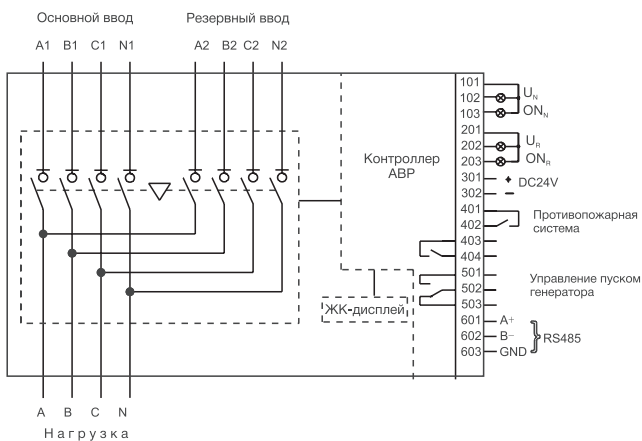 Основной ввод Резервный ввод
A1 B1 C1 N1 A2 B2 C2 N2
Контроллер
АВР
101
102
103
201
202
203
301
302
401
402
403
404
501
502
503
601
602
603
UN
ONN
UR
ONR
+ DC24V
−
Противопожарная
система
Управление пуском
генератора
A+
B−
GND
RS485
ЖК-дисплей
A B C N
Нагрузка